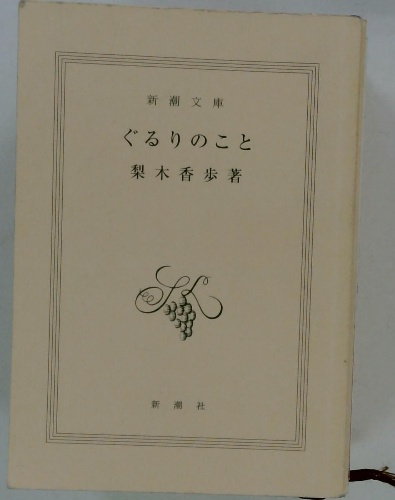 新潮文庫
ぐるりのこと
梨木香歩著
新潮社